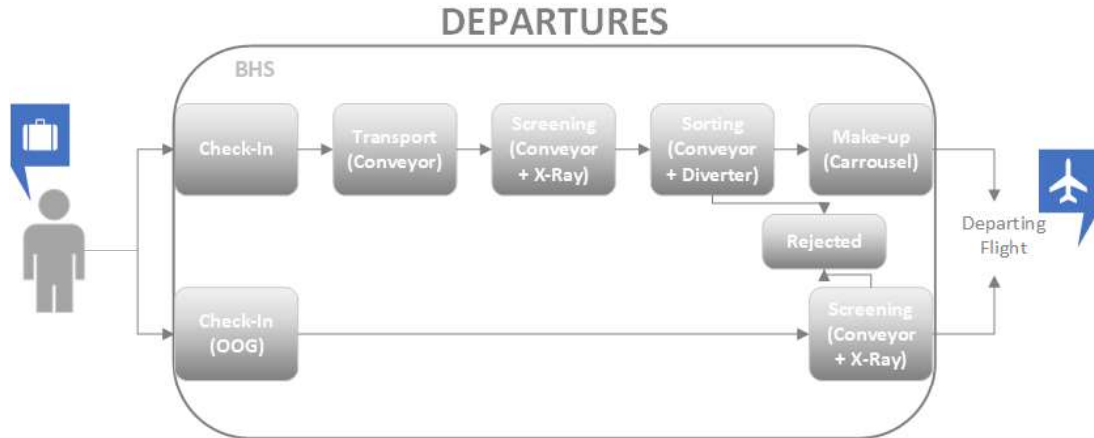 DEPARTURES
BHS
Check-In
Transport
(Conveyor)
Screening
(Conveyor
+ X-Ray)
Sorting
(Conveyor
+ Diverter)
Make-up
(Carrousel)
Rejected
Departing
Flight
Check-In
(OOG)
Screening
(Conveyor
+ X-Ray)